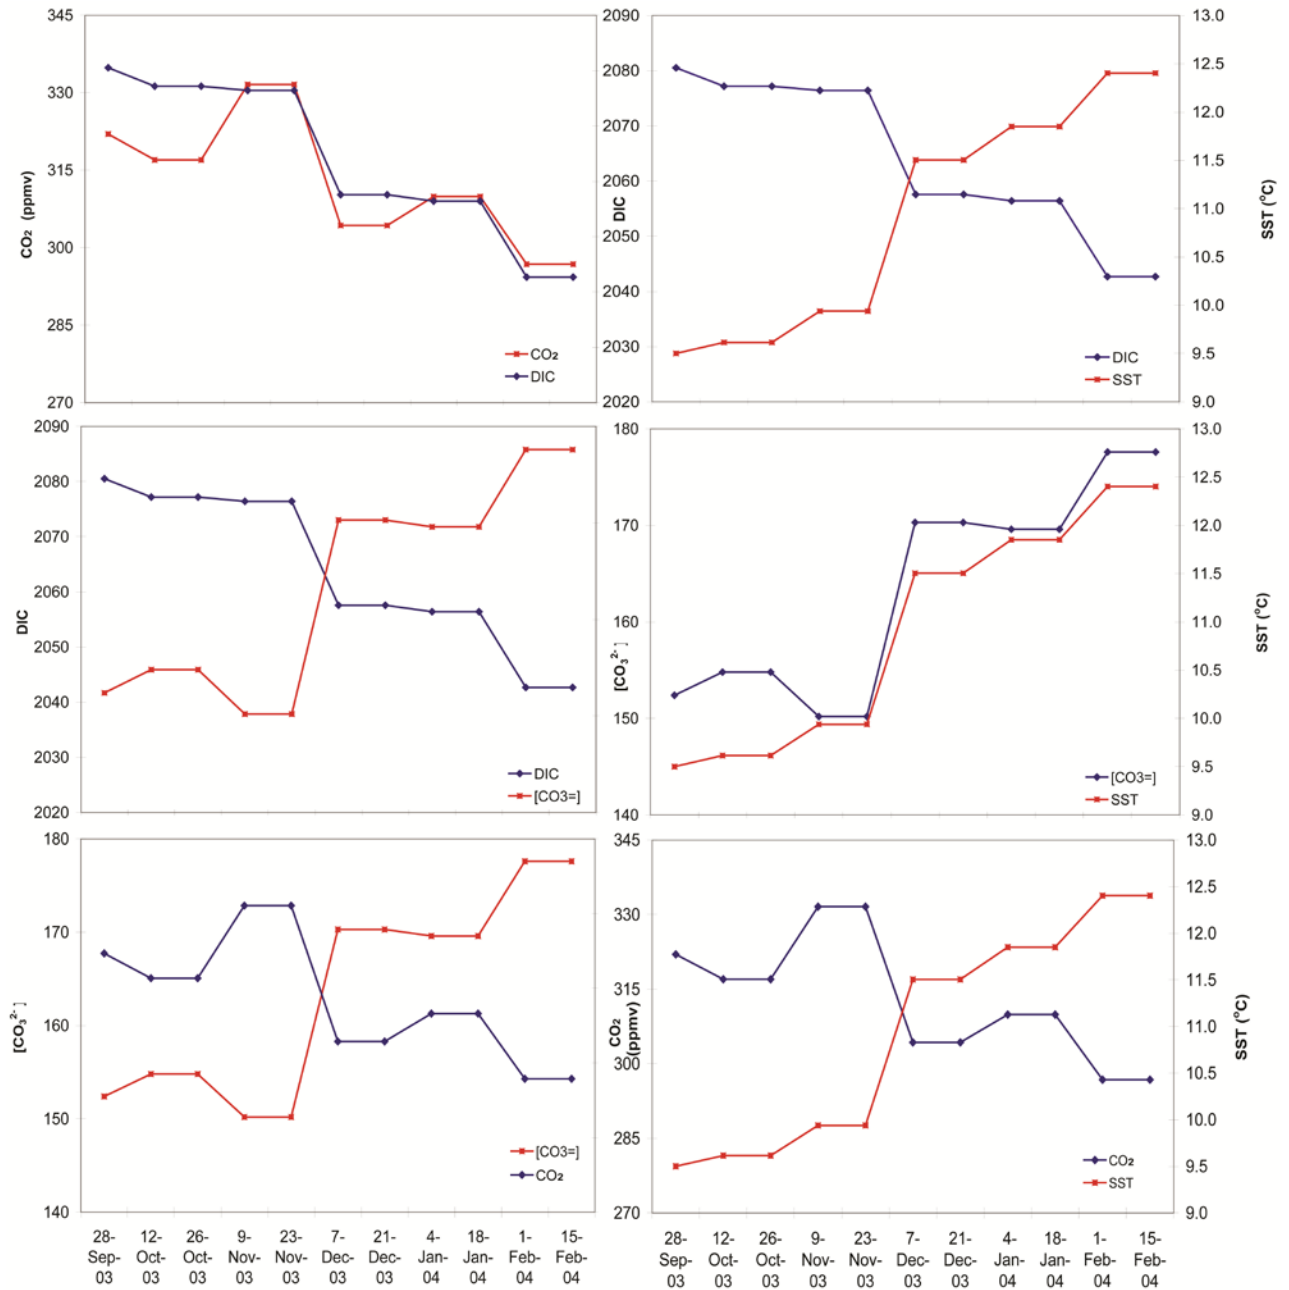 345
330
315
300
285
270
CO₂ (ppmv)
CO₂
DIC
2090
2080
2070
2060
2050
2040
2030
2020
DIC
13.0
12.5
12.0
11.5
11.0
10.5
10.0
9.5
9.0
SST (°C)
DIC
SST
2090
2080
2070
2060
2050
2040
2030
2020
DIC
DIC
[CO3=]
180
170
160
150
140
[CO₃²⁻]
13.0
12.5
12.0
11.5
11.0
10.5
10.0
9.5
9.0
SST (°C)
[CO3=]
SST
180
170
160
150
140
[CO₃²⁻]
[CO3=]
CO₂
28-Sep-03
12-Oct-03
26-Oct-03
9-Nov-03
23-Nov-03
7-Dec-03
21-Dec-03
4-Jan-04
18-Jan-04
1-Feb-04
15-Feb-04
345
330
315
300
285
270
CO₂
(ppmv)
13.0
12.5
12.0
11.5
11.0
10.5
10.0
9.5
9.0
SST (°C)
CO₂
SST
28-Sep-03
12-Oct-03
26-Oct-03
9-Nov-03
23-Nov-03
7-Dec-03
21-Dec-03
4-Jan-04
18-Jan-04
1-Feb-04
15-Feb-04